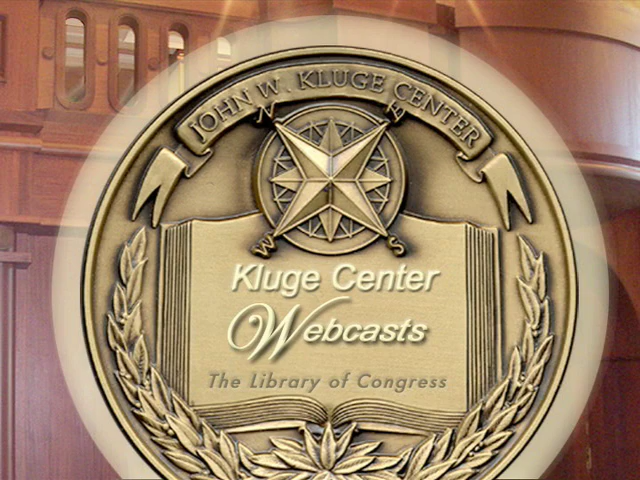 JOHN W. KLUGE CENTER
N E
W S
Kluge Center
Webcasts
The Library of Congress